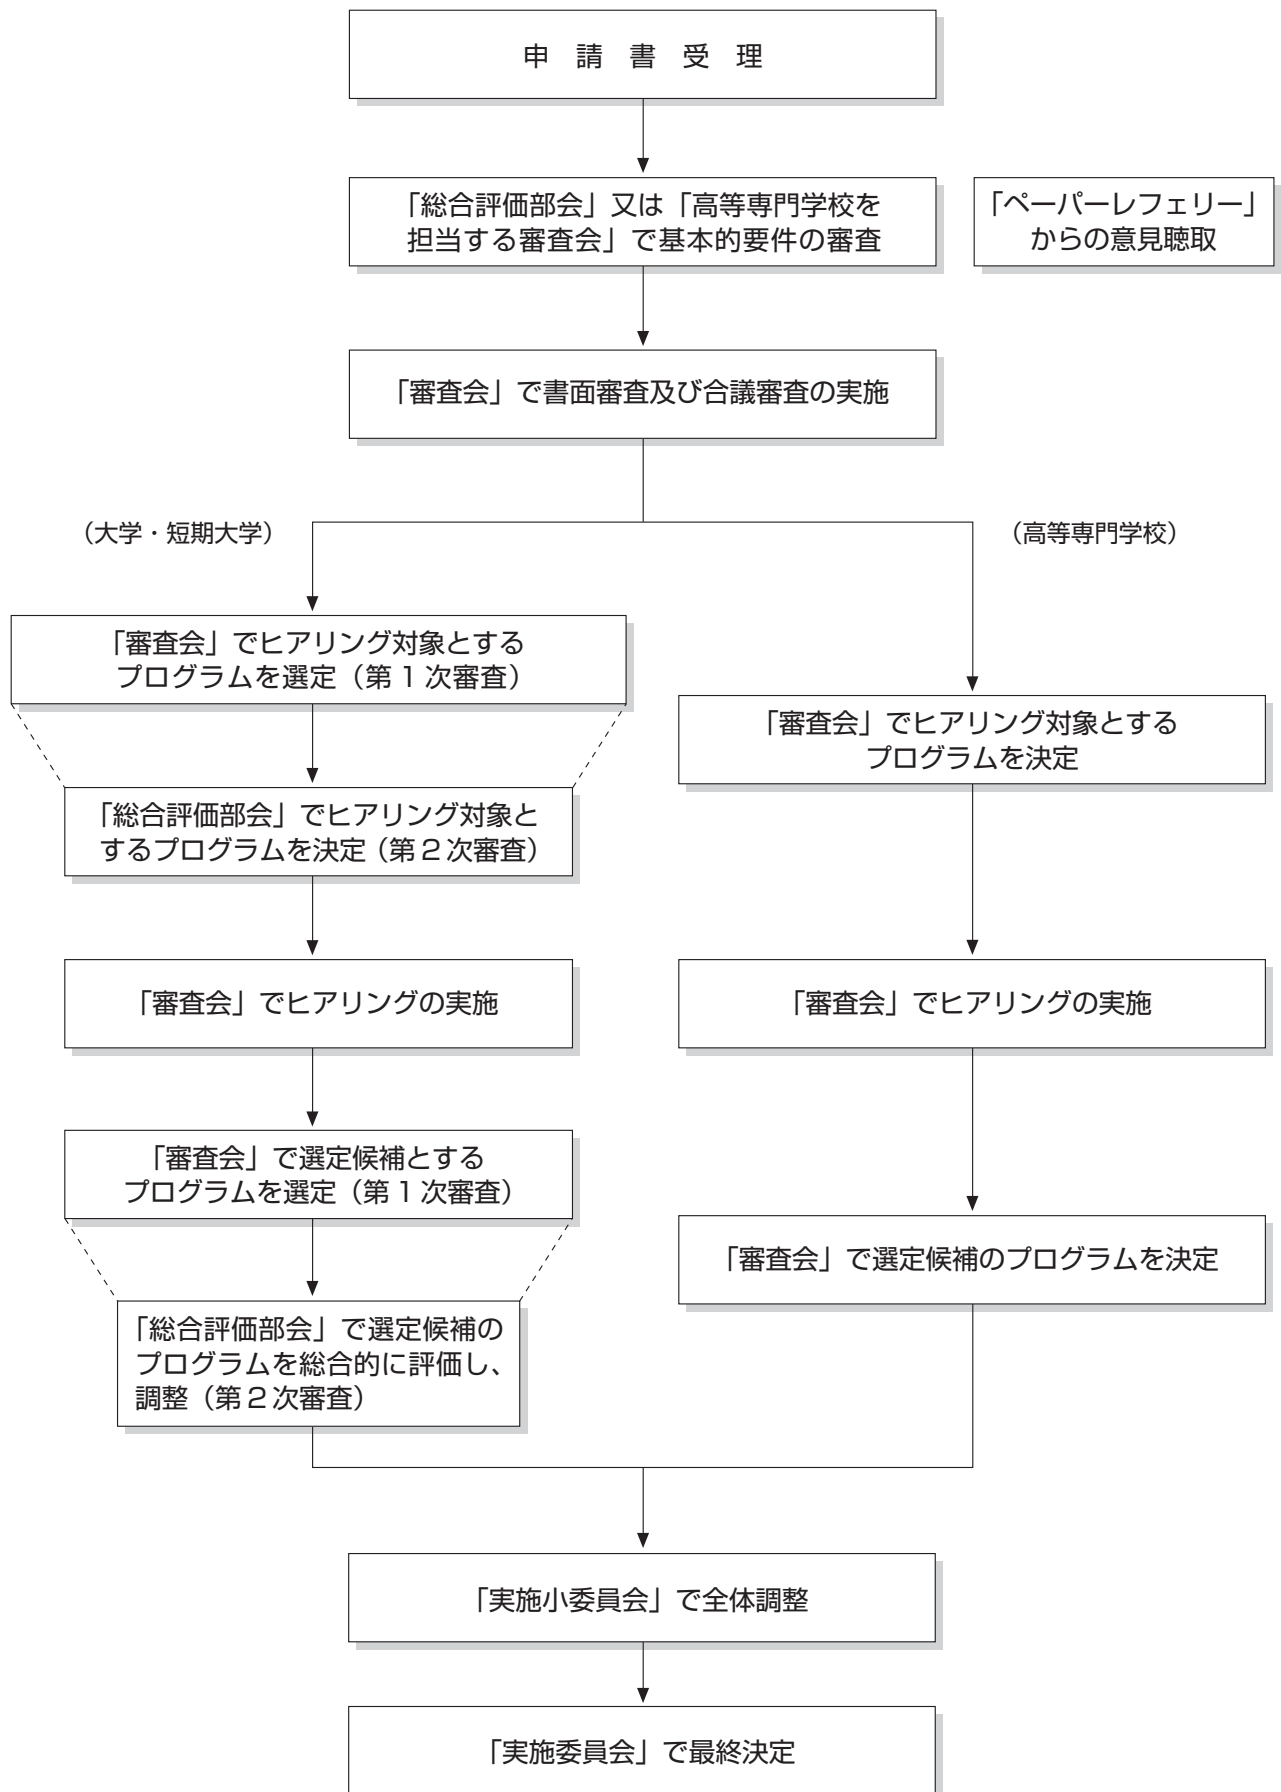 申　請　書　受　理
「総合評価部会」又は「高等専門学校を
担当する審査会」で基本的要件の審査
「ペーパーレフェリー」
からの意見聴取
「審査会」で書面審査及び合議審査の実施
（大学・短期大学）
（高等専門学校）
「審査会」でヒアリング対象とする
プログラムを選定（第１次審査）
「審査会」でヒアリング対象とする
プログラムを決定
「総合評価部会」でヒアリング対象と
するプログラムを決定（第２次審査）
「審査会」でヒアリングの実施
「審査会」でヒアリングの実施
「審査会」で選定候補とする
プログラムを選定（第１次審査）
「審査会」で選定候補のプログラムを決定
「総合評価部会」で選定候補の
プログラムを総合的に評価し、
調整（第２次審査）
「実施小委員会」で全体調整
「実施委員会」で最終決定